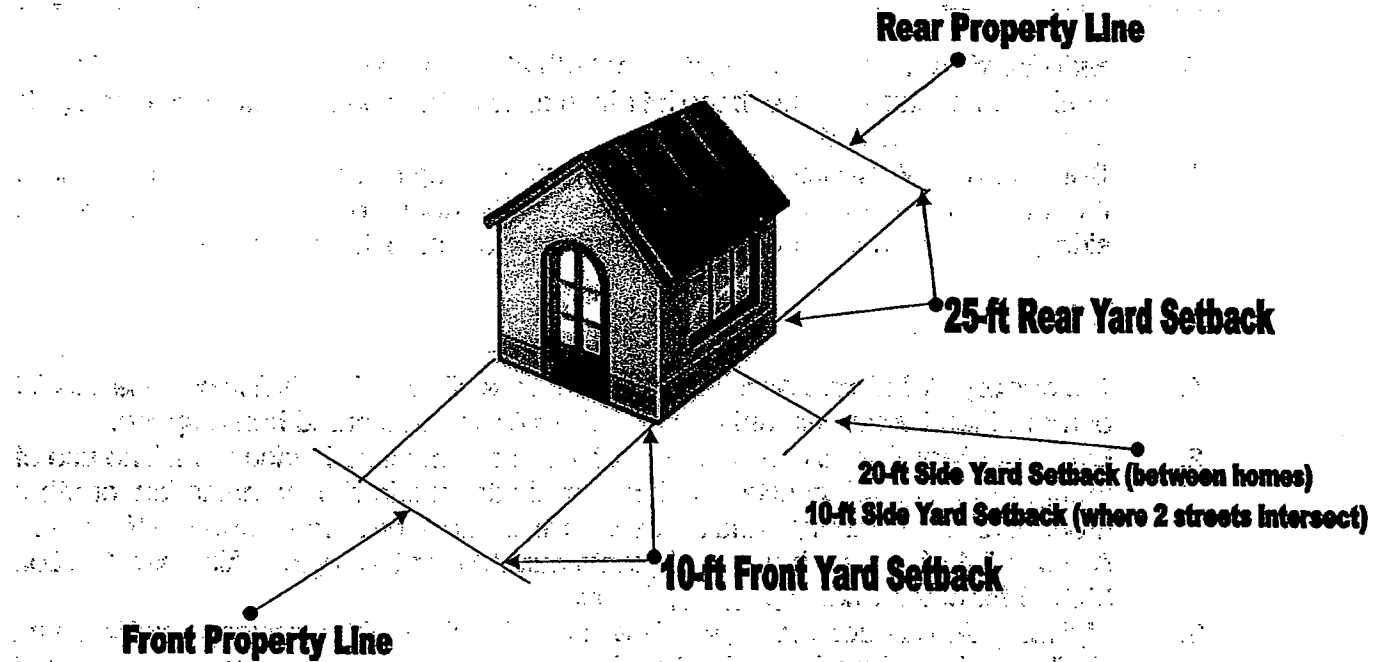 Rear Property Line
25-ft Rear Yard Setback
20-ft Side Yard Setback (between homes)
10-ft Side Yard Setback (where 2 streets intersect)
10-ft Front Yard Setback
Front Property Line